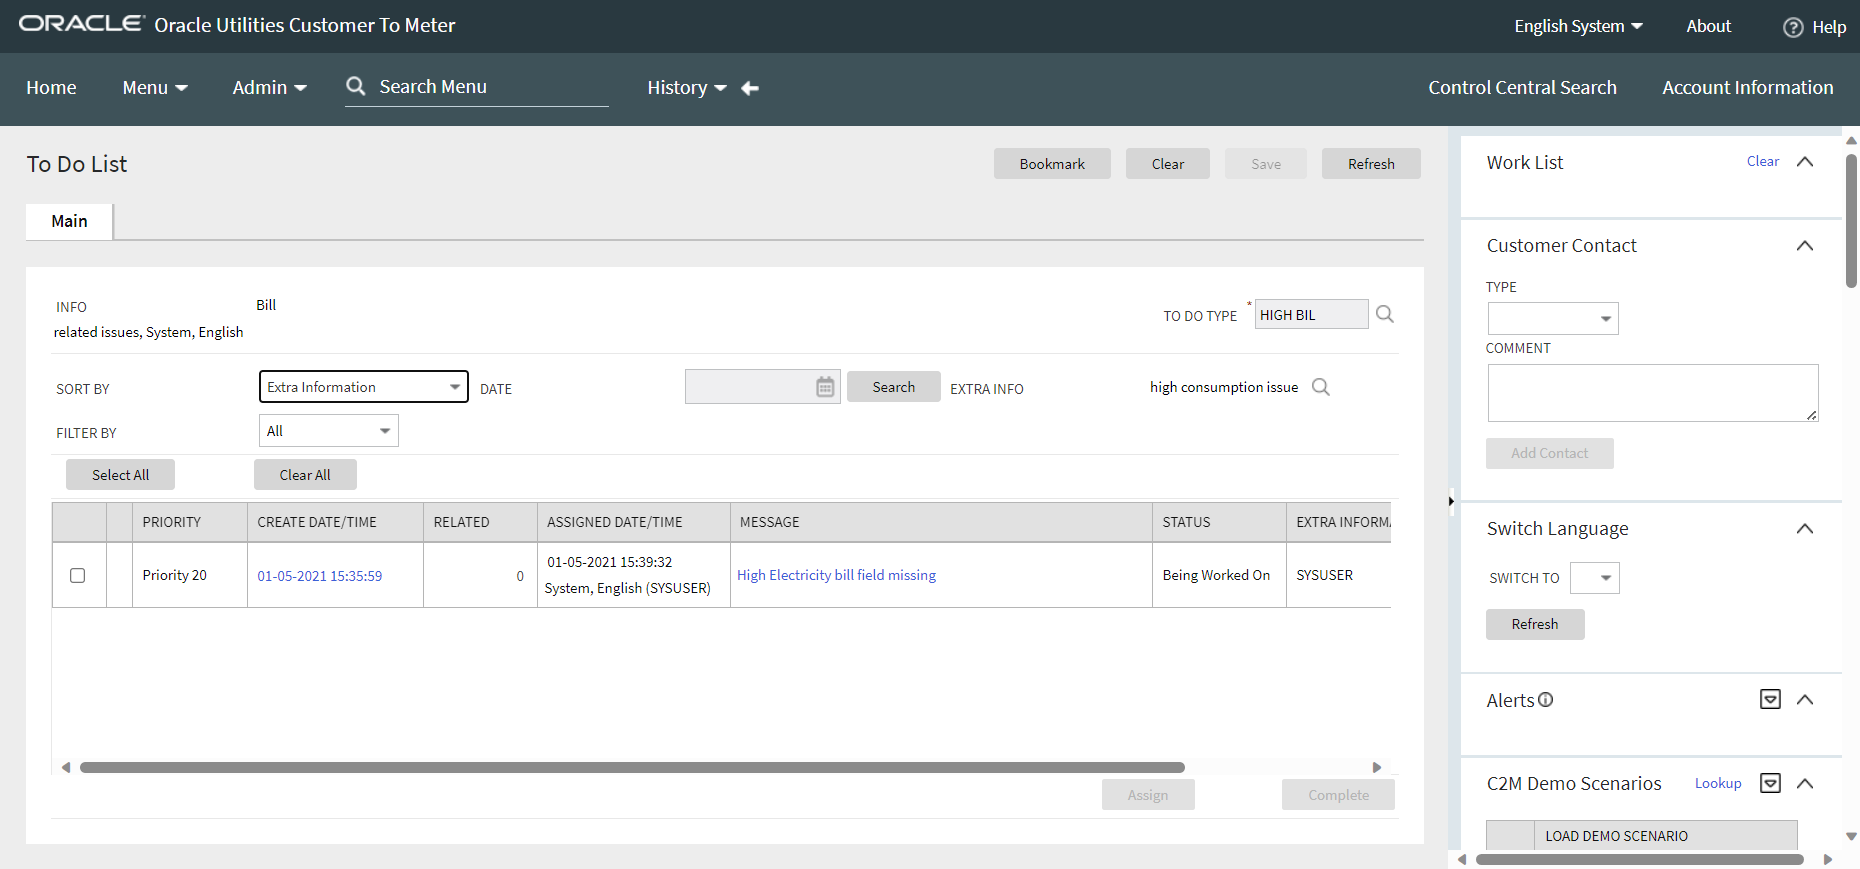 ORACLE Oracle Utilities Customer To Meter
English System About Help
Home Menu Admin Search Menu History Control Central Search Account Information
To Do List
Bookmark Clear Save Refresh
Main
INFO Bill
related issues, System, English
TO DO TYPE * HIGH BIL
SORT BY Extra Information DATE Search EXTRA INFO high consumption issue
FILTER BY All
Select All Clear All
PRIORITY CREATE DATE/TIME RELATED ASSIGNED DATE/TIME MESSAGE STATUS EXTRA INFORMA
Priority 20 01-05-2021 15:35:59 0 01-05-2021 15:39:32 High Electricity bill field missing Being Worked On SYSUSER
System, English (SYSUSER)
Assign Complete
Work List Clear
Customer Contact
TYPE
COMMENT
Add Contact
Switch Language
SWITCH TO
Refresh
Alerts
C2M Demo Scenarios Lookup
LOAD DEMO SCENARIO